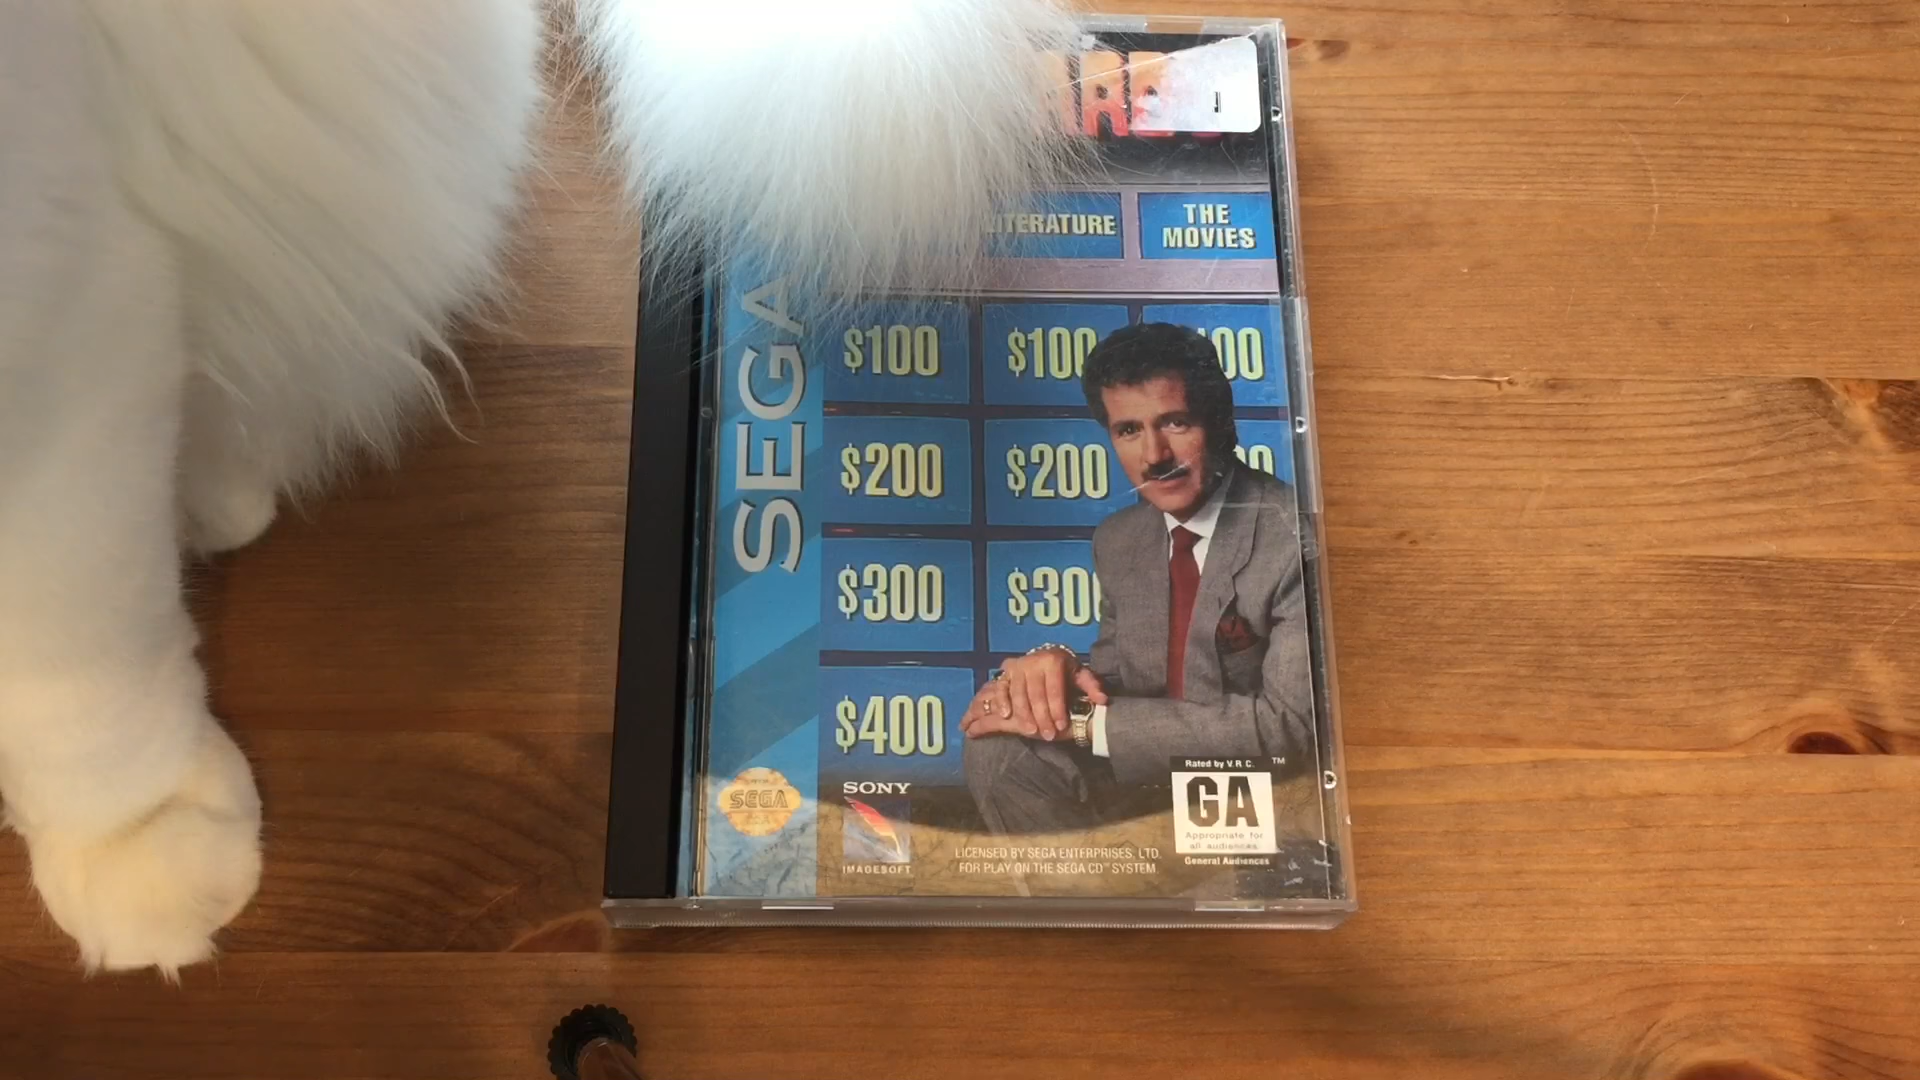 LITERATURE
THE
MOVIES
SEGA
$100
$100
$200
$200
$300
$400
SEGA
SONY
IMAGESOFT
LICENSED BY SEGA ENTERPRISES, LTD.
FOR PLAY ON THE SEGA CD™ SYSTEM.
Rated by V.R.C. ™
GA
Appropriate for
all audiences.
General Audiences